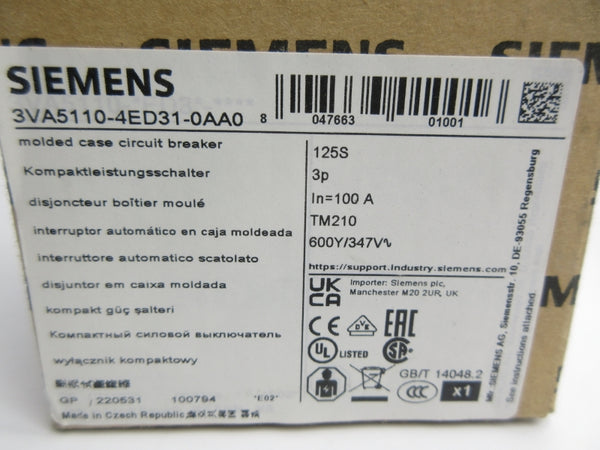 SIEMENS
SIEMENS
3VA5110-4ED31-0AA0
8 047663 01001
molded case circuit breaker
Kompaktleistungsschalter
disjoncteur boîtier moulé
interruptor automático en caja moldeada
interruttore automatico scatolato
disjuntor em caixa moldada
kompakt güç şalteri
Компактный силовой выключатель
wyłącznik kompaktowy
GP / 220531 100794 "E02"
Made in Czech Republic
125S
3p
In=100 A
TM210
600Y/347V~
https://support.industry.siemens.com
UK CA
Importer: Siemens plc,
Manchester M20 2UR, UK
CE EAC
UL LISTED
GB/T 14048.2
CCC x1
SIEMENS AG, Siemensstr. 10, DE-93055 Regensburg
See instructions attached